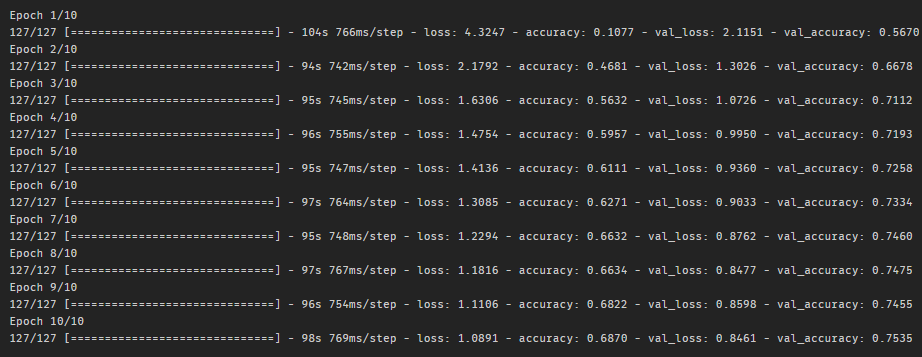 Epoch 1/10
127/127 [==============================] - 104s 766ms/step - loss: 4.3247 - accuracy: 0.1077 - val_loss: 2.1151 - val_accuracy: 0.5670
Epoch 2/10
127/127 [==============================] - 94s 742ms/step - loss: 2.1792 - accuracy: 0.4681 - val_loss: 1.3026 - val_accuracy: 0.6678
Epoch 3/10
127/127 [==============================] - 95s 745ms/step - loss: 1.6306 - accuracy: 0.5632 - val_loss: 1.0726 - val_accuracy: 0.7112
Epoch 4/10
127/127 [==============================] - 96s 755ms/step - loss: 1.4754 - accuracy: 0.5957 - val_loss: 0.9950 - val_accuracy: 0.7193
Epoch 5/10
127/127 [==============================] - 95s 747ms/step - loss: 1.4136 - accuracy: 0.6111 - val_loss: 0.9360 - val_accuracy: 0.7258
Epoch 6/10
127/127 [==============================] - 97s 764ms/step - loss: 1.3085 - accuracy: 0.6271 - val_loss: 0.9033 - val_accuracy: 0.7334
Epoch 7/10
127/127 [==============================] - 95s 748ms/step - loss: 1.2294 - accuracy: 0.6632 - val_loss: 0.8762 - val_accuracy: 0.7460
Epoch 8/10
127/127 [==============================] - 97s 767ms/step - loss: 1.1816 - accuracy: 0.6634 - val_loss: 0.8477 - val_accuracy: 0.7475
Epoch 9/10
127/127 [==============================] - 96s 754ms/step - loss: 1.1106 - accuracy: 0.6822 - val_loss: 0.8598 - val_accuracy: 0.7455
Epoch 10/10
127/127 [==============================] - 98s 769ms/step - loss: 1.0891 - accuracy: 0.6870 - val_loss: 0.8461 - val_accuracy: 0.7535